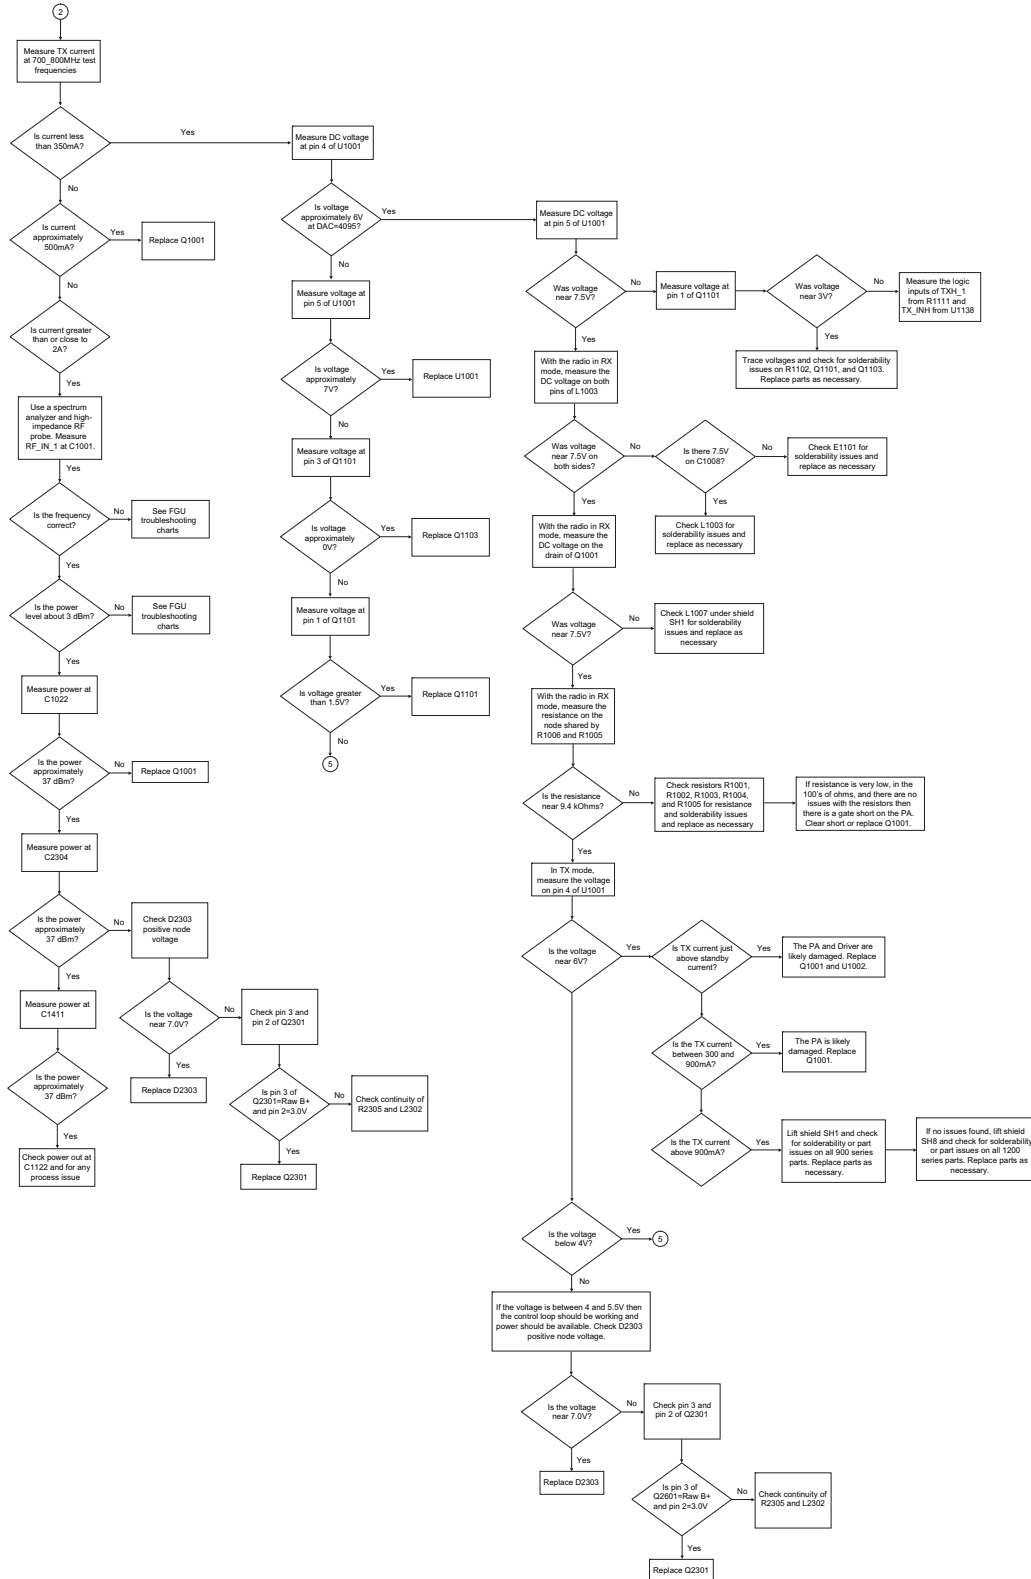 2
Measure TX current
at 700_800MHz test
frequencies
Is current less
than 350mA?
Yes
No
Is current
approximately
500mA?
Yes
Replace Q1001
No
Is current greater
than or close to
2A?
Yes
Use a spectrum
analyzer and high-
impedance RF
probe. Measure
RF_IN_1 at C1001.
Yes
Is the frequency
correct?
No
See FGU
troubleshooting
charts
Yes
Is the power
level about 3 dBm?
No
See FGU
troubleshooting
charts
Yes
Measure power at
C1022
Is the power
approximately
37 dBm?
No
Replace Q1001
Yes
Measure power at
C2304
Is the power
approximately
37 dBm?
No
Check D2303
positive node
voltage
Yes
Measure power at
C1411
Is the power
approximately
37 dBm?
Yes
Check power out at
C1122 and for any
process issue
Is the voltage
near 7.0V?
No
Yes
Replace D2303
Check pin 3 and
pin 2 of Q2301
Is pin 3 of
Q2301=Raw B+
and pin 2=3.0V
No
Check continuity of
R2305 and L2302
Yes
Replace Q2301
Measure DC voltage
at pin 4 of U1001
Is voltage
approximately 6V
at DAC=4095?
Yes
No
Measure voltage at
pin 5 of U1001
Is voltage
approximately
7V?
Yes
Replace U1001
No
Measure voltage at
pin 3 of Q1101
Is voltage
approximately
0V?
Yes
Replace Q1103
No
Measure voltage at
pin 1 of Q1101
Is voltage greater
than 1.5V?
Yes
Replace Q1101
No
5
Measure DC voltage
at pin 5 of U1001
Was voltage
near 7.5V?
No
Measure voltage at
pin 1 of Q1101
Was voltage
near 3V?
No
Measure the logic
inputs of TXH_1
from R1111 and
TX_INH from U1138
Yes
Trace voltages and check for solderability
issues on R1102, Q1101, and Q1103.
Replace parts as necessary.
Yes
With the radio in RX
mode, measure the
DC voltage on both
pins of L1003
Was voltage
near 7.5V on
both sides?
No
Is there 7.5V
on C1008?
No
Check E1101 for
solderability issues and
replace as necessary
Yes
Check L1003 for
solderability issues and
replace as necessary
Yes
With the radio in RX
mode, measure the
DC voltage on the
drain of Q1001
Was voltage
near 7.5V?
No
Check L1007 under shield
SH1 for solderability
issues and replace as
necessary
Yes
With the radio in RX
mode, measure the
resistance on the
node shared by
R1006 and R1005
Is the resistance
near 9.4 kOhms?
No
Check resistors R1001,
R1002, R1003, R1004,
and R1005 for resistance
and solderability issues
and replace as necessary
If resistance is very low, in the
100's of ohms, and there are no
issues with the resistors then
there is a gate short on the PA.
Clear short or replace Q1001.
Yes
In TX mode,
measure the voltage
on pin 4 of U1001
Is the voltage
near 6V?
Yes
Is TX current just
above standby
current?
Yes
The PA and Driver are
likely damaged. Replace
Q1001 and U1002.
Is the TX current
between 300 and
900mA?
Yes
The PA is likely
damaged. Replace
Q1001.
Is the TX current
above 900mA?
Yes
Lift shield SH1 and check
for solderability or part
issues on all 900 series
parts. Replace parts as
necessary.
If no issues found, lift shield
SH8 and check for solderability
or part issues on all 1200
series parts. Replace parts as
necessary.
Is the voltage
below 4V?
Yes
5
No
If the voltage is between 4 and 5.5V then
the control loop should be working and
power should be available. Check D2303
positive node voltage.
Is the voltage
near 7.0V?
No
Check pin 3 and
pin 2 of Q2301
Yes
Replace D2303
Is pin 3 of
Q2601=Raw B+
and pin 2=3.0V
No
Check continuity of
R2305 and L2302
Yes
Replace Q2301